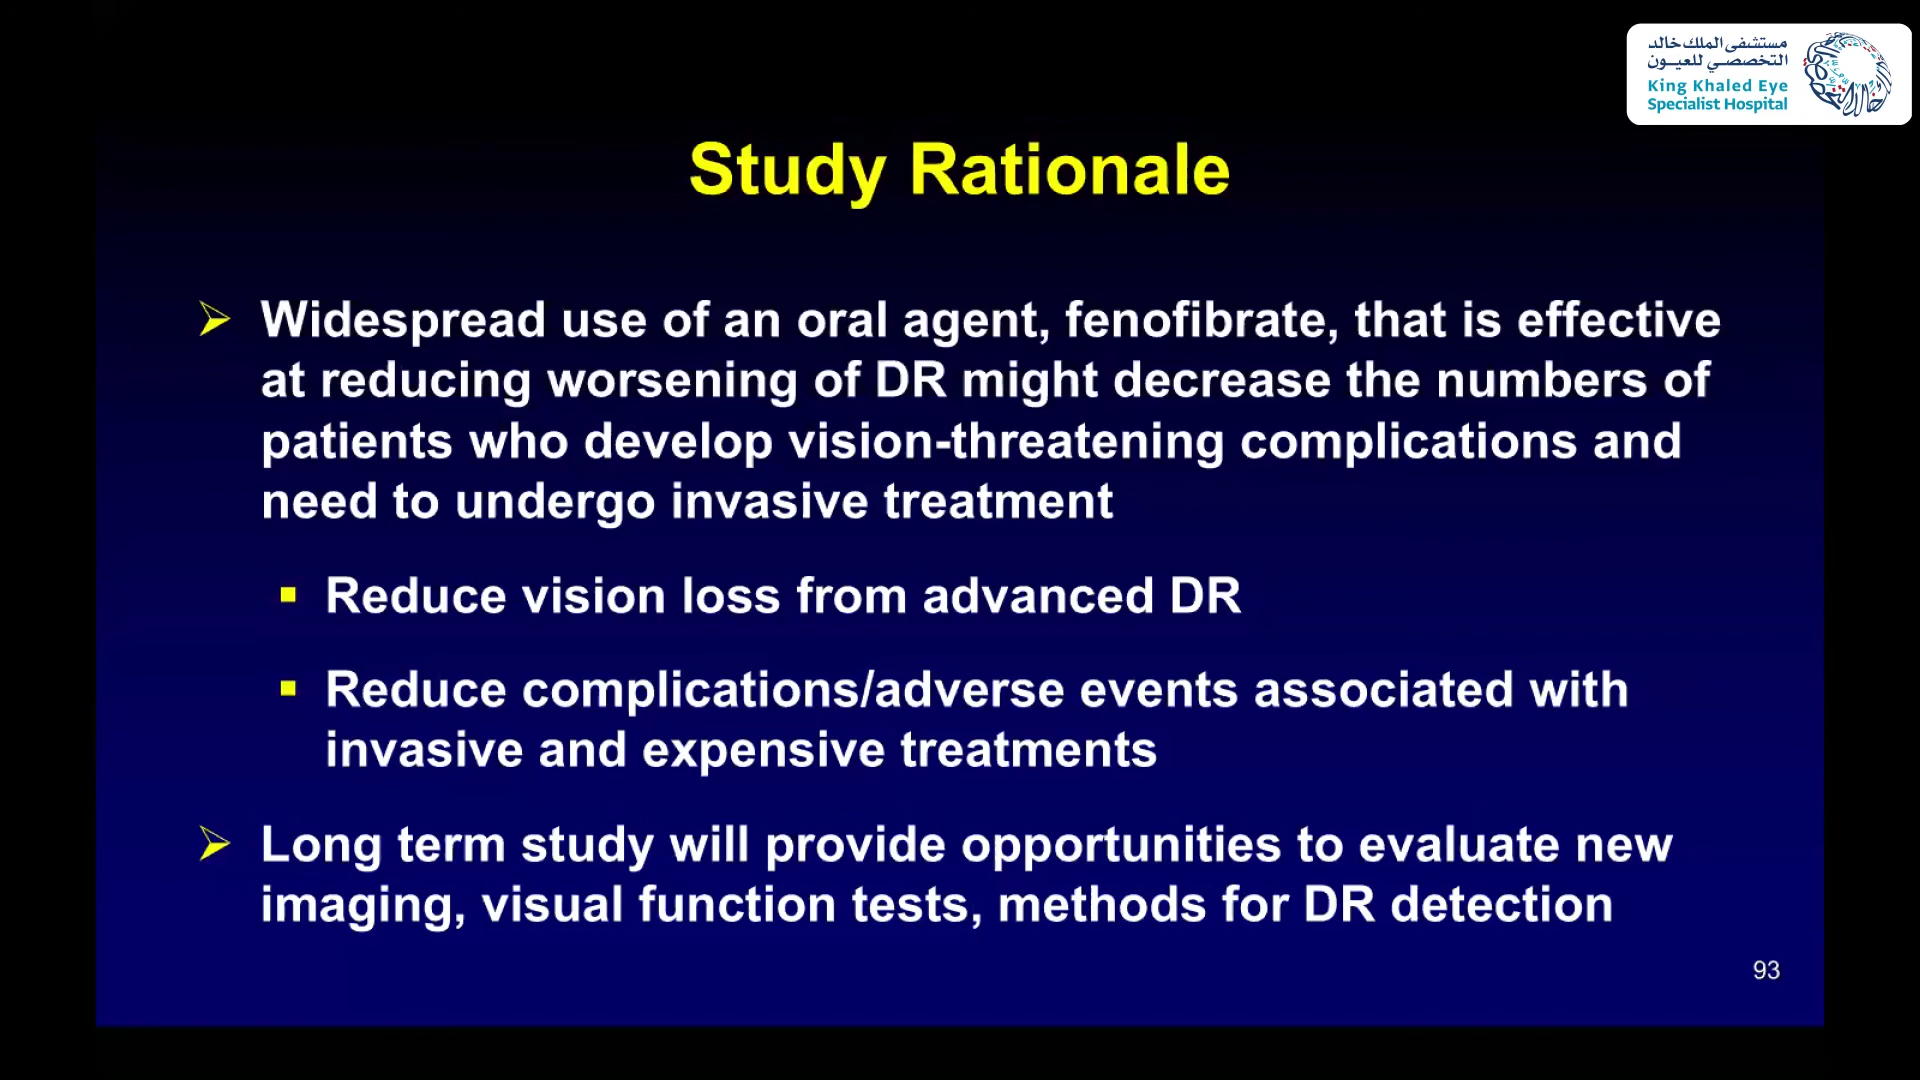 مستشفى الملك خالد
التخصصي للعيون
King Khaled Eye
Specialist Hospital
Study Rationale
Widespread use of an oral agent, fenofibrate, that is effective
at reducing worsening of DR might decrease the numbers of
patients who develop vision-threatening complications and
need to undergo invasive treatment
Reduce vision loss from advanced DR
Reduce complications/adverse events associated with
invasive and expensive treatments
Long term study will provide opportunities to evaluate new
imaging, visual function tests, methods for DR detection
93